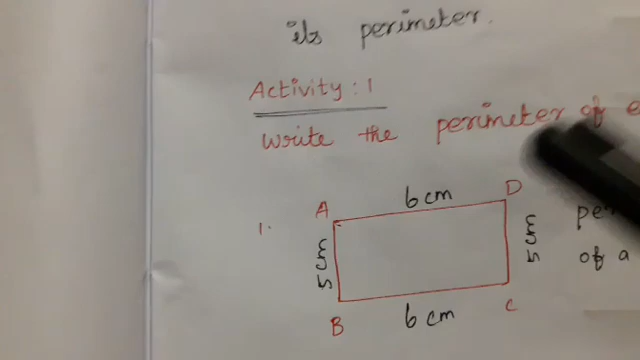 its perimeter.
Activity : 1
Write the perimeter of
1.
A 6 cm D
5 cm
5 cm
of a
B 6 cm C